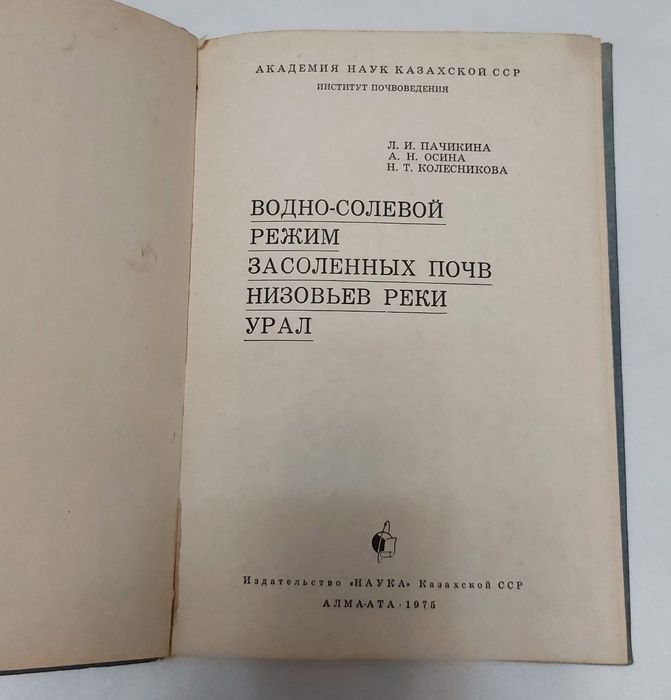 АКАДЕМИЯ НАУК КАЗАХСКОЙ ССР
ИНСТИТУТ ПОЧВОВЕДЕНИЯ
Л. И. ПАЧИКИНА
А. Н. ОСИНА
Н. Т. КОЛЕСНИКОВА
ВОДНО-СОЛЕВОЙ
РЕЖИМ
ЗАСОЛЕННЫХ ПОЧВ
НИЗОВЬЕВ РЕКИ
УРАЛ
Издательство «НАУКА» Казахской ССР
АЛМА-АТА · 1975